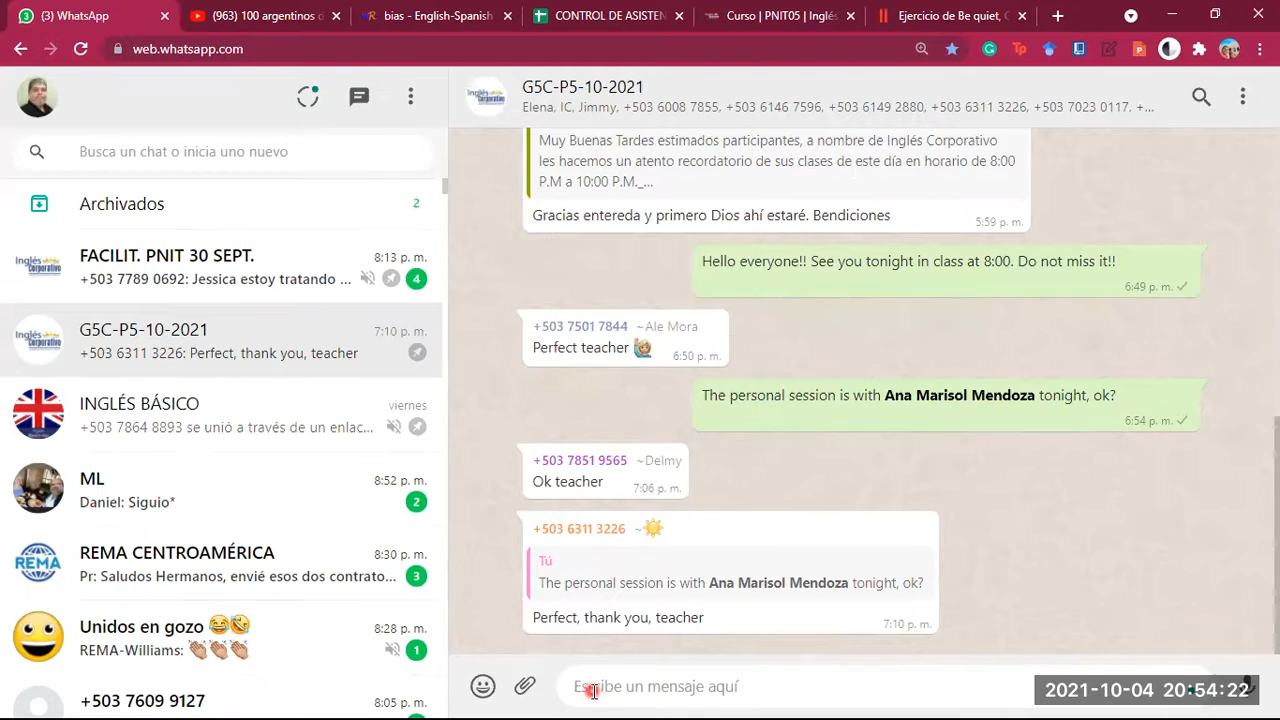 (3) WhatsApp
(963) 100 argentinos d
bias - English-Spanish
CONTROL DE ASISTEN
Curso | PNIT05 | Inglés
Ejercicio de Be quiet,
web.whatsapp.com
G5C-P5-10-2021
Elena, IC, Jimmy, +503 6008 7855, +503 6146 7596, +503 6149 2880, +503 6311 3226, +503 7023 0117, +...
Busca un chat o inicia uno nuevo
Archivados
2
FACILIT. PNIT 30 SEPT.
8:13 p. m.
+503 7789 0692: Jessica estoy tratando ...
4
G5C-P5-10-2021
7:10 p. m.
+503 6311 3226: Perfect, thank you, teacher
INGLÉS BÁSICO
viernes
+503 7864 8893 se unió a través de un enlac...
ML
8:52 p. m.
Daniel: Siguio*
2
REMA CENTROAMÉRICA
8:30 p. m.
Pr: Saludos Hermanos, envié esos dos contrato...
3
Unidos en gozo
8:28 p. m.
REMA-Williams:
1
+503 7609 9127
8:05 p. m.
Muy Buenas Tardes estimados participantes, a nombre de Inglés Corporativo
les hacemos un atento recordatorio de sus clases de este día en horario de 8:00
P.M a 10:00 P.M._...
Gracias entereda y primero Dios ahí estaré. Bendiciones
5:59 p. m.
Hello everyone!! See you tonight in class at 8:00. Do not miss it!!
6:49 p. m.
+503 7501 7844 ~Ale Mora
Perfect teacher
6:50 p. m.
The personal session is with Ana Marisol Mendoza tonight, ok?
6:54 p. m.
+503 7851 9565 ~Delmy
Ok teacher
7:06 p. m.
+503 6311 3226 ~
Tú
The personal session is with Ana Marisol Mendoza tonight, ok?
Perfect, thank you, teacher
7:10 p. m.
Escribe un mensaje aquí
2021-10-04 20:54:22